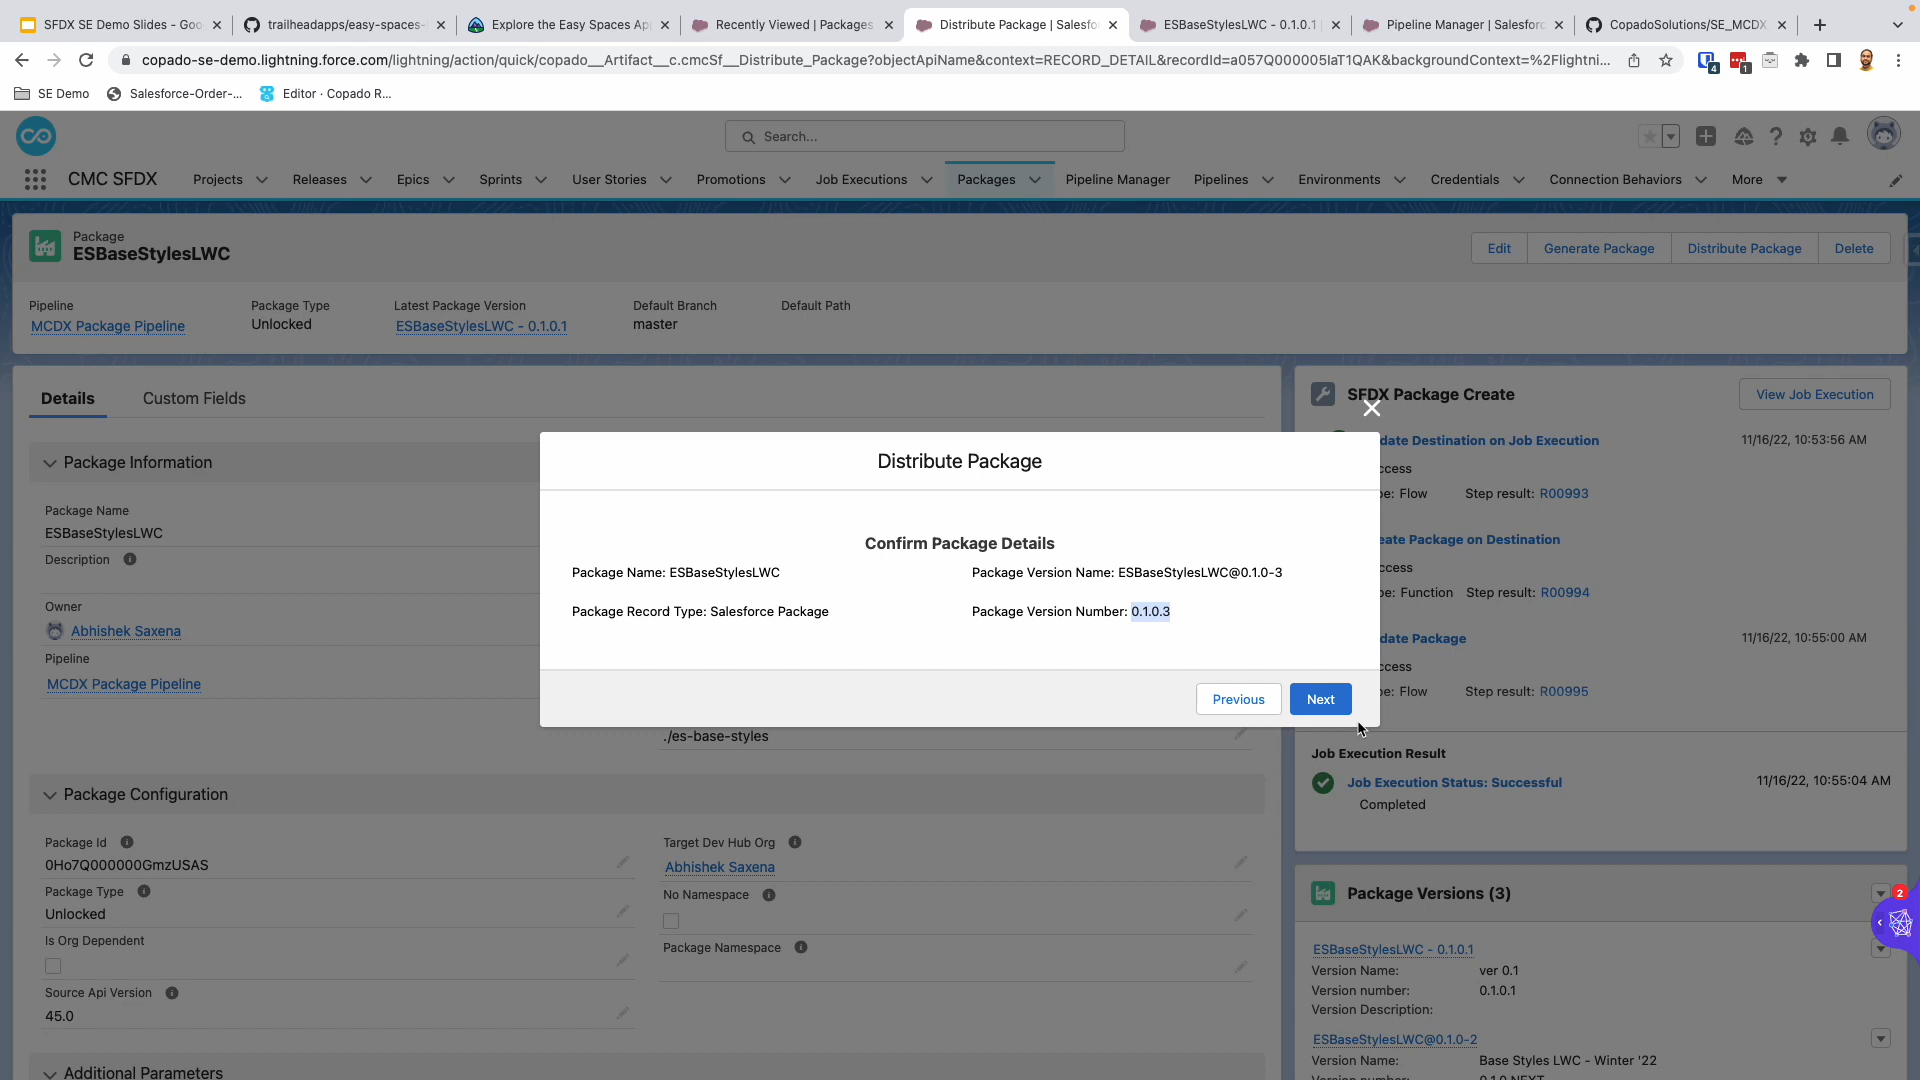 SFDX SE Demo Slides - Goo
trailheadapps/easy-spaces-
Explore the Easy Spaces Ap
Recently Viewed | Packages
Distribute Package | Salesfo
ESBaseStylesLWC - 0.1.0.1 |
Pipeline Manager | Salesforc
CopadoSolutions/SE_MCDX
copado-se-demo.lightning.force.com/lightning/action/quick/copado__Artifact__c.cmcSf__Distribute_Package?objectApiName&context=RECORD_DETAIL&recordId=a057Q000005IaT1QAK&backgroundContext=%2Flightni...
4
1
SE Demo
Salesforce-Order-...
Editor · Copado R...
Search...
CMC SFDX
Projects
Releases
Epics
Sprints
User Stories
Promotions
Job Executions
Packages
Pipeline Manager
Pipelines
Environments
Credentials
Connection Behaviors
More
Package
ESBaseStylesLWC
Edit
Generate Package
Distribute Package
Delete
Pipeline
MCDX Package Pipeline
Package Type
Unlocked
Latest Package Version
ESBaseStylesLWC - 0.1.0.1
Default Branch
master
Default Path
Details
Custom Fields
Package Information
Package Name
ESBaseStylesLWC
Description
Owner
Abhishek Saxena
Pipeline
MCDX Package Pipeline
./es-base-styles
Package Configuration
Package Id
0Ho7Q000000GmzUSAS
Target Dev Hub Org
Abhishek Saxena
Package Type
Unlocked
No Namespace
Is Org Dependent
Package Namespace
Source Api Version
45.0
Additional Parameters
Distribute Package
Confirm Package Details
Package Name: ESBaseStylesLWC
Package Version Name: ESBaseStylesLWC@0.1.0-3
Package Record Type: Salesforce Package
Package Version Number: 0.1.0.3
Previous
Next
SFDX Package Create
View Job Execution
date Destination on Job Execution
11/16/22, 10:53:56 AM
ccess
pe: Flow
Step result: R00993
eate Package on Destination
ccess
pe: Function
Step result: R00994
date Package
11/16/22, 10:55:00 AM
ccess
pe: Flow
Step result: R00995
Job Execution Result
Job Execution Status: Successful
11/16/22, 10:55:04 AM
Completed
Package Versions (3)
2
ESBaseStylesLWC - 0.1.0.1
Version Name:
ver 0.1
Version number:
0.1.0.1
Version Description:
ESBaseStylesLWC@0.1.0-2
Version Name:
Base Styles LWC - Winter '22
Version number:
0.1.0.NEXT